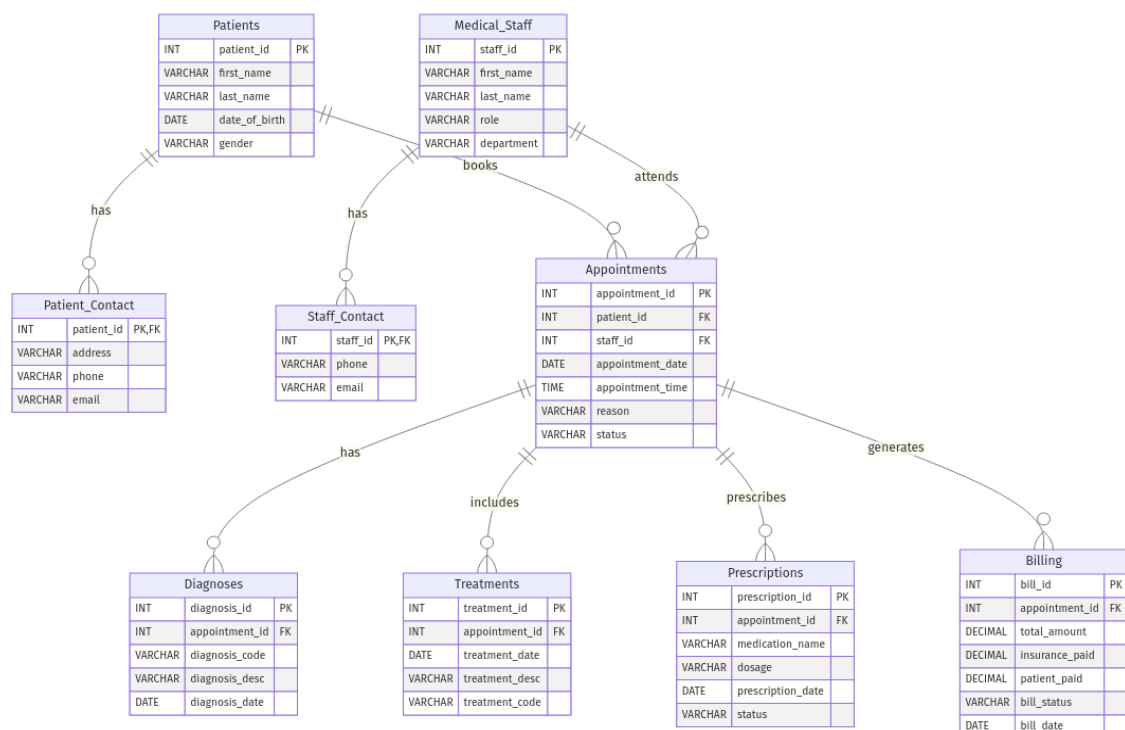 Patients
INT patient_id PK
VARCHAR first_name
VARCHAR last_name
DATE date_of_birth
VARCHAR gender
Medical_Staff
INT staff_id PK
VARCHAR first_name
VARCHAR last_name
VARCHAR role
VARCHAR department
books
attends
has
has
Patient_Contact
INT patient_id PK,FK
VARCHAR address
VARCHAR phone
VARCHAR email
Staff_Contact
INT staff_id PK,FK
VARCHAR phone
VARCHAR email
Appointments
INT appointment_id PK
INT patient_id FK
INT staff_id FK
DATE appointment_date
TIME appointment_time
VARCHAR reason
VARCHAR status
has
includes
prescribes
generates
Diagnoses
INT diagnosis_id PK
INT appointment_id FK
VARCHAR diagnosis_code
VARCHAR diagnosis_desc
DATE diagnosis_date
Treatments
INT treatment_id PK
INT appointment_id FK
DATE treatment_date
VARCHAR treatment_desc
VARCHAR treatment_code
Prescriptions
INT prescription_id PK
INT appointment_id FK
VARCHAR medication_name
VARCHAR dosage
DATE prescription_date
VARCHAR status
Billing
INT bill_id PK
INT appointment_id FK
DECIMAL total_amount
DECIMAL insurance_paid
DECIMAL patient_paid
VARCHAR bill_status
DATE bill_date